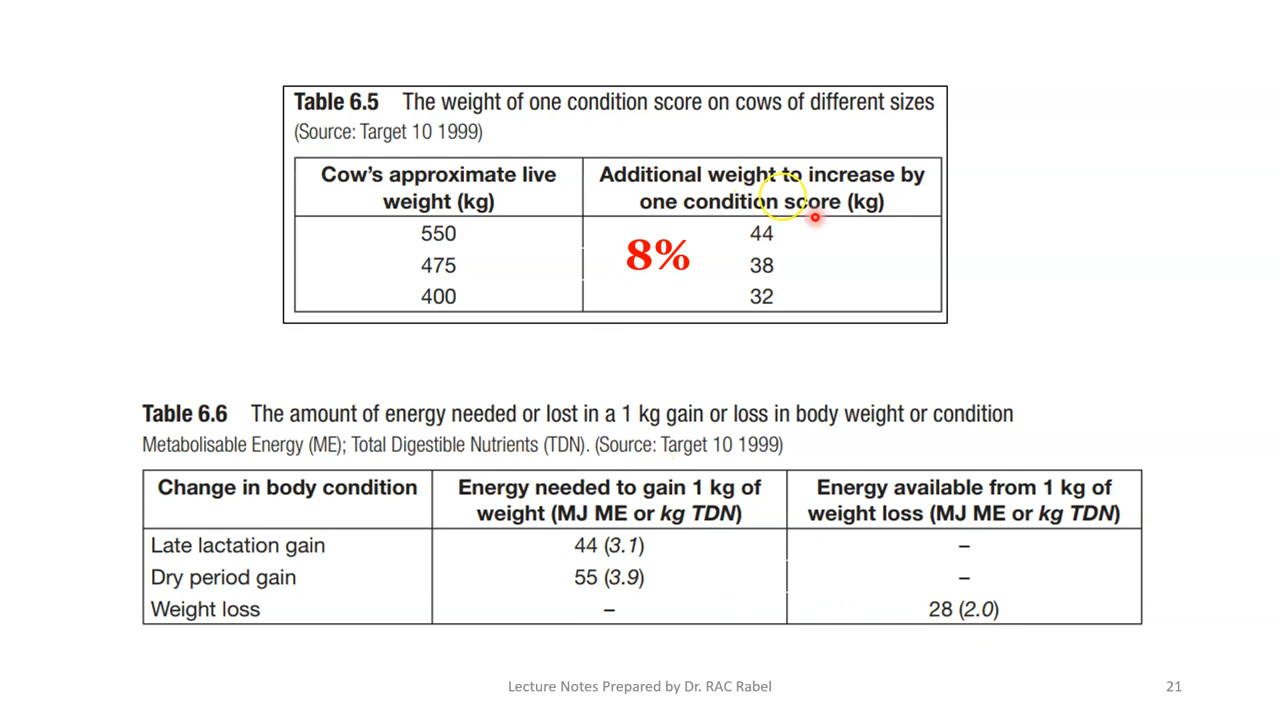 Table 6.5 The weight of one condition score on cows of different sizes
(Source: Target 10 1999)
Cow's approximate live weight (kg) Additional weight to increase by one condition score (kg)
550 44
8%
475 38
400 32
Table 6.6 The amount of energy needed or lost in a 1 kg gain or loss in body weight or condition
Metabolisable Energy (ME); Total Digestible Nutrients (TDN). (Source: Target 10 1999)
Change in body condition Energy needed to gain 1 kg of weight (MJ ME or kg TDN) Energy available from 1 kg of weight loss (MJ ME or kg TDN)
Late lactation gain 44 (3.1) –
Dry period gain 55 (3.9) –
Weight loss – 28 (2.0)
Lecture Notes Prepared by Dr. RAC Rabel 21